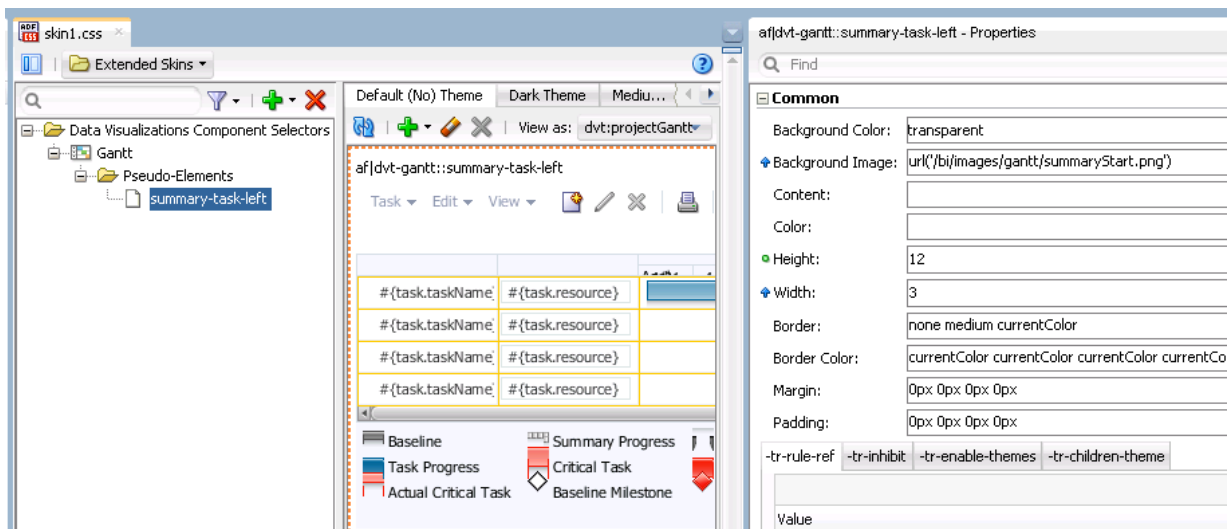 ADF CSS skin1.css
Extended Skins
Data Visualizations Component Selectors
Gantt
Pseudo-Elements
summary-task-left
Default (No) Theme Dark Theme Mediu...
View as: dvt:projectGantt
af|dvt-gantt::summary-task-left
Task Edit View
#{task.taskName #{task.resource}
#{task.taskName #{task.resource}
#{task.taskName #{task.resource}
#{task.taskName #{task.resource}
Baseline Summary Progress
Task Progress Critical Task
Actual Critical Task Baseline Milestone
af|dvt-gantt::summary-task-left - Properties
Find
Common
Background Color: transparent
Background Image: url('/bi/images/gantt/summaryStart.png')
Content:
Color:
Height: 12
Width: 3
Border: none medium currentColor
Border Color: currentColor currentColor currentColor currentCo
Margin: 0px 0px 0px 0px
Padding: 0px 0px 0px 0px
-tr-rule-ref -tr-inhibit -tr-enable-themes -tr-children-theme
Value